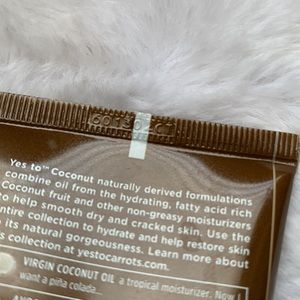 Yes to™ Coconut naturally derived formulations
combine oil from the hydrating, fatty acid rich
Coconut fruit and other non-greasy moisturizers
to help smooth dry and cracked skin. Use the
entire collection to hydrate and help restore skin
its natural gorgeousness. Learn more about
s collection at yestocarrots.com.
VIRGIN COCONUT OIL a tropical moisturizer. Now
want a piña colada.